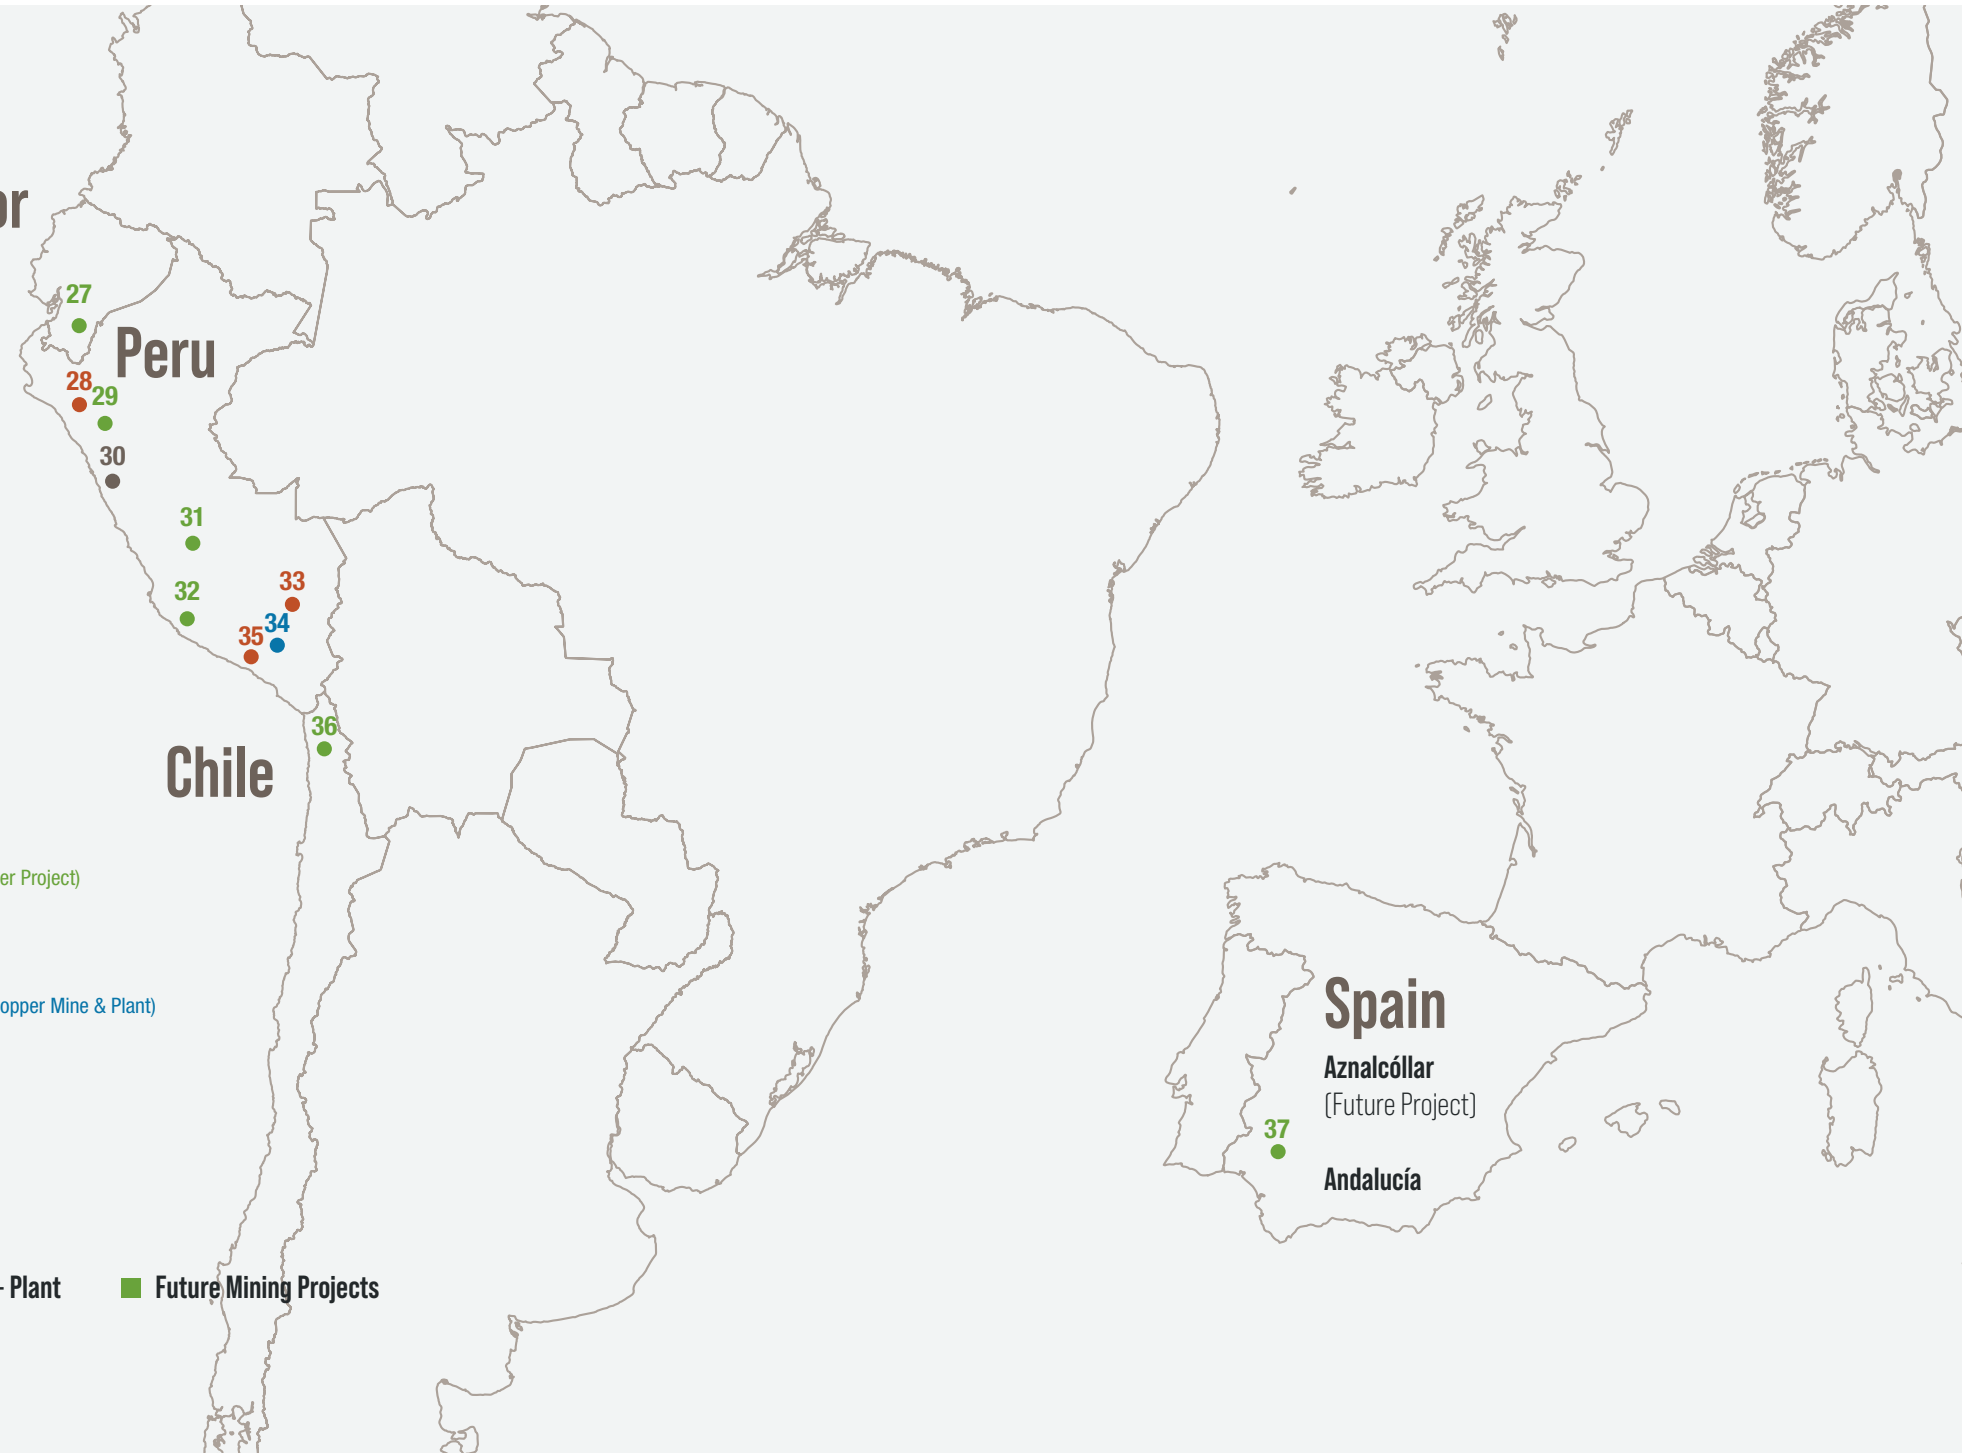 or
27
Peru
28
29
30
31
32
33
34
35
36
Chile
er Project)
opper Mine & Plant)
Spain
Aznalcóllar
(Future Project)
37
Andalucía
- Plant
Future Mining Projects